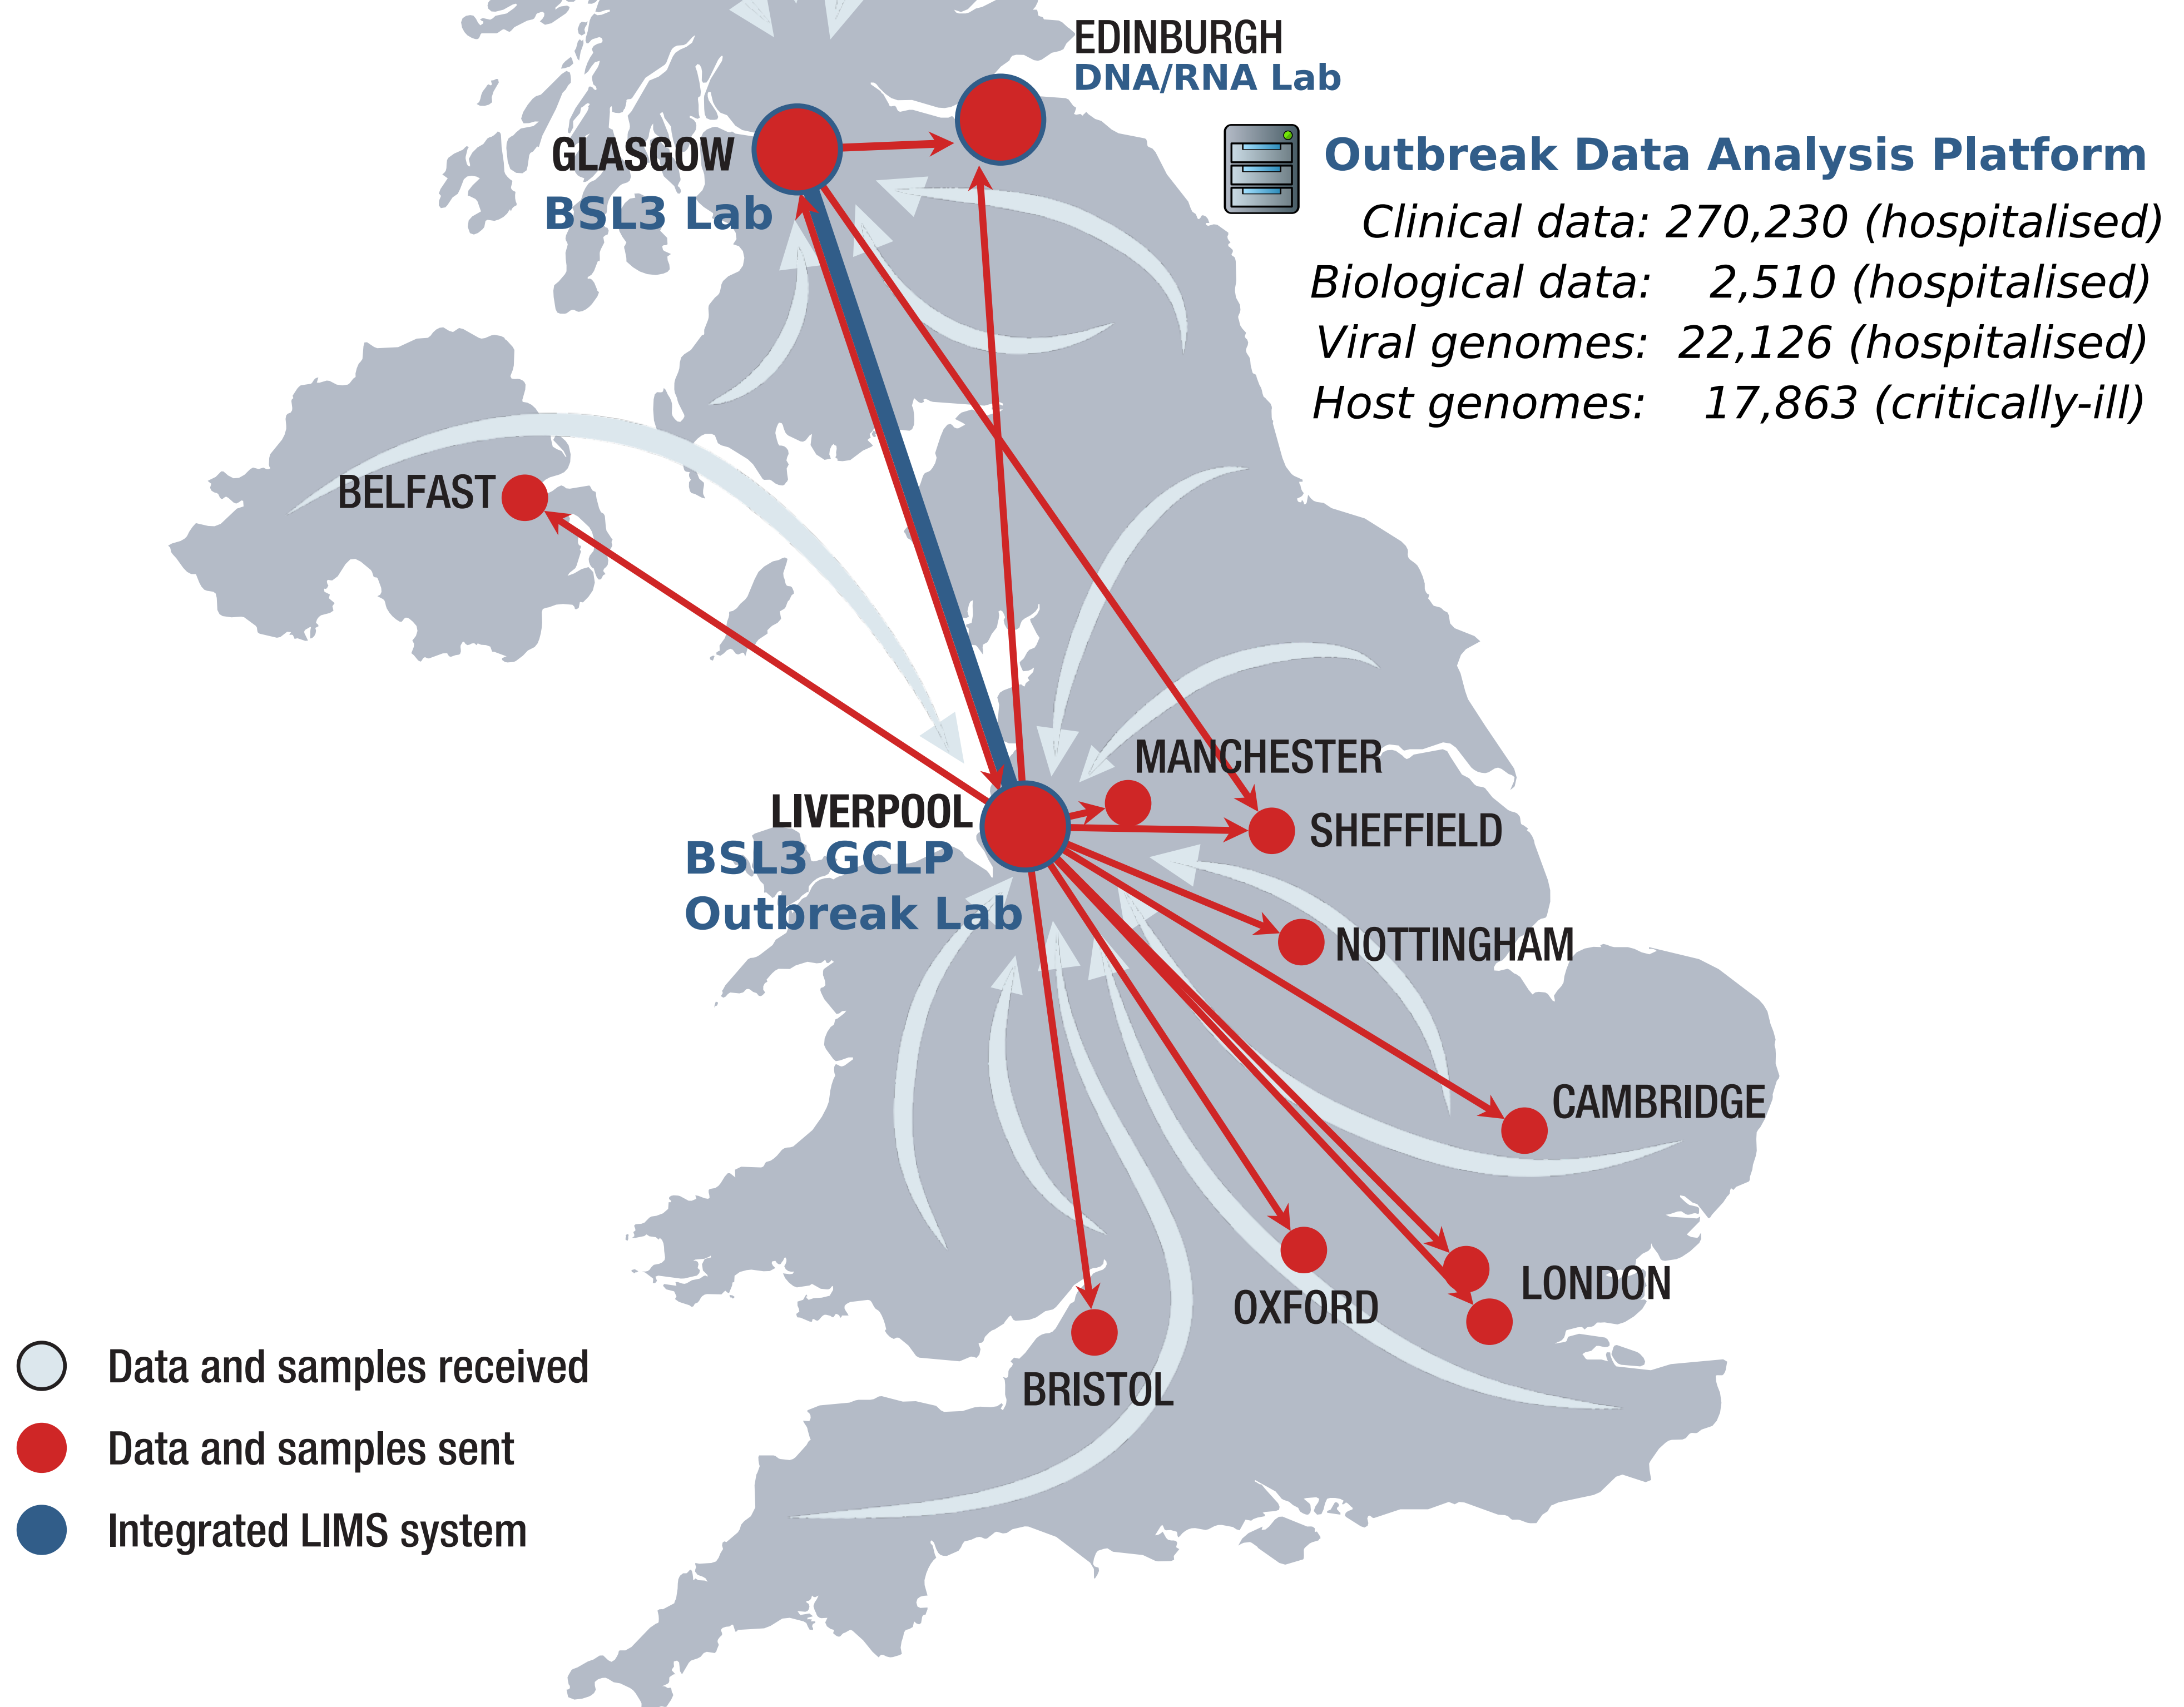 EDINBURGH
DNA/RNA Lab
GLASGOW
BSL3 Lab
Outbreak Data Analysis Platform
Clinical data: 270,230 (hospitalised)
Biological data: 2,510 (hospitalised)
Viral genomes: 22,126 (hospitalised)
Host genomes: 17,863 (critically-ill)
BELFAST
MANCHESTER
LIVERPOOL
BSL3 GCLP
Outbreak Lab
SHEFFIELD
NOTTINGHAM
CAMBRIDGE
LONDON
OXFORD
BRISTOL
Data and samples received
Data and samples sent
Integrated LIMS system